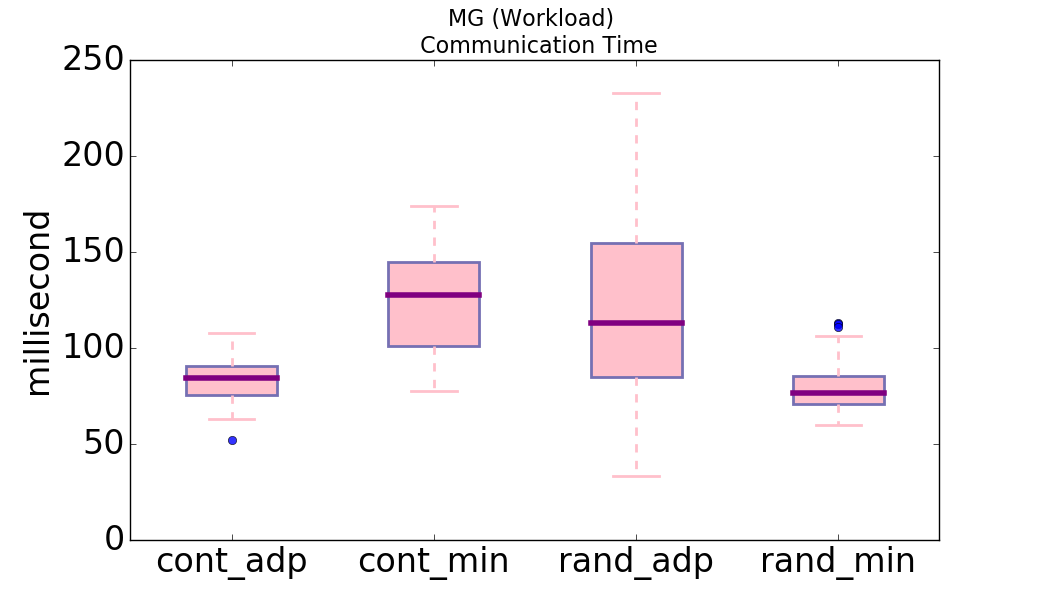 MG (Workload)
Communication Time
250
200
150
100
50
0
millisecond
cont_adp cont_min rand_adp rand_min